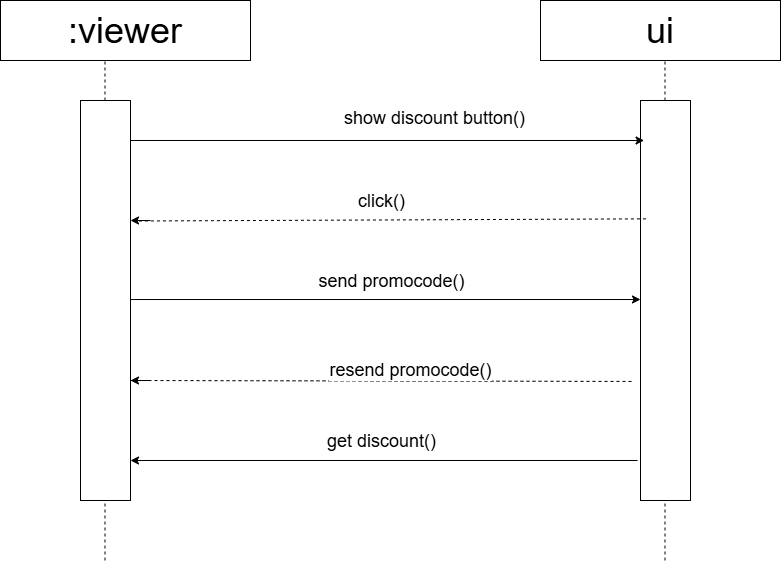 :viewer
ui
show discount button()
click()
send promocode()
resend promocode()
get discount()